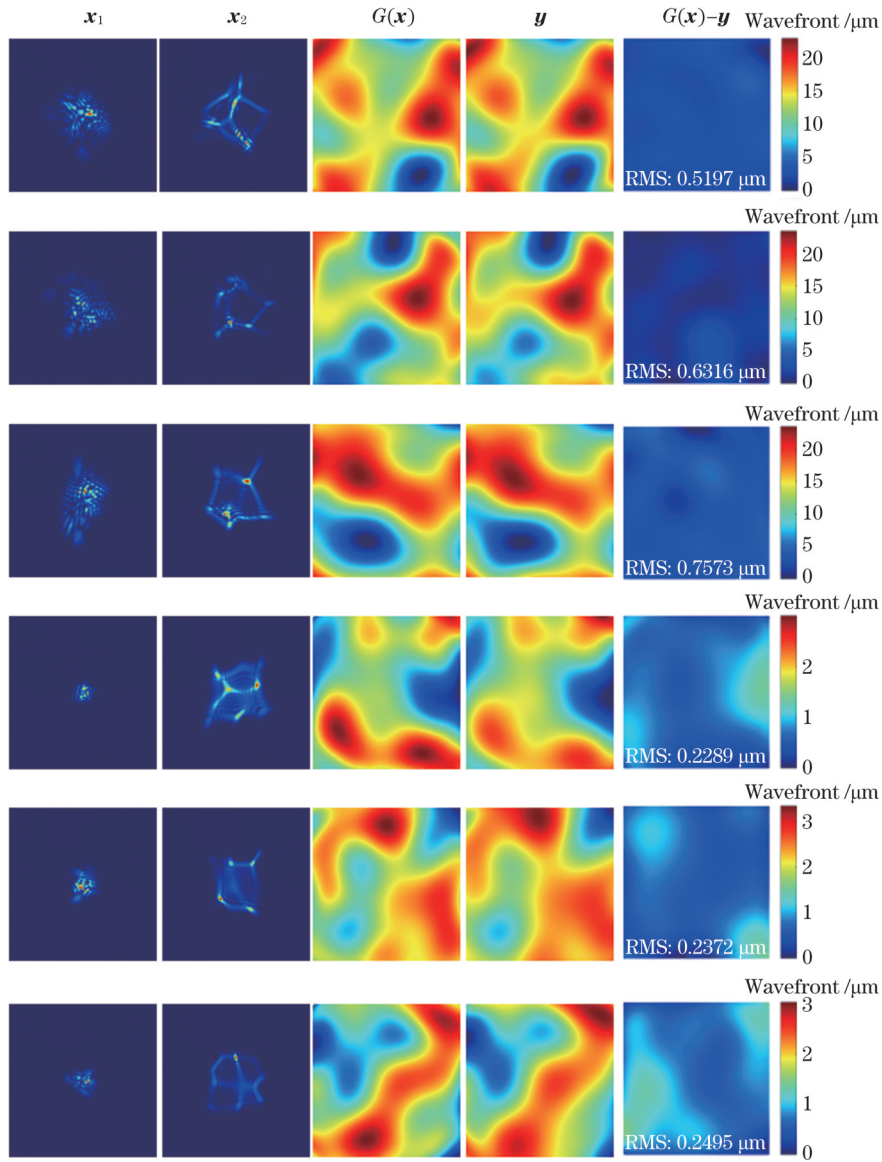 x₁ x₂ G(x) y G(x)−y Wavefront /μm
20
15
10
5
0
RMS: 0.5197 μm
Wavefront /μm
20
15
10
5
0
RMS: 0.6316 μm
Wavefront /μm
20
15
10
5
0
RMS: 0.7573 μm
Wavefront /μm
2
1
0
RMS: 0.2289 μm
Wavefront /μm
3
2
1
0
RMS: 0.2372 μm
Wavefront /μm
3
2
1
0
RMS: 0.2495 μm